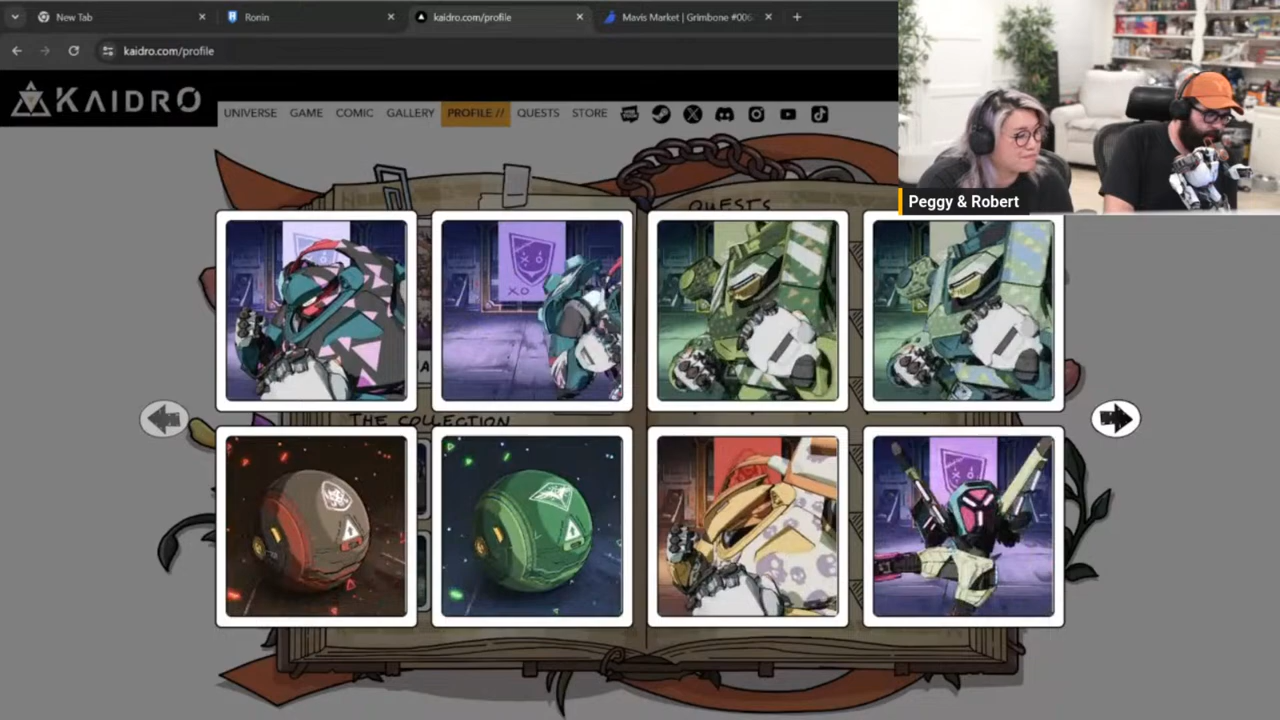 New Tab
Ronin
kaidro.com/profile
Mavis Market | Grimbone #006
kaidro.com/profile
KAIDRO
UNIVERSE GAME COMIC GALLERY PROFILE // QUESTS STORE
Peggy & Robert
QUESTS
XO
THE COLLECTION